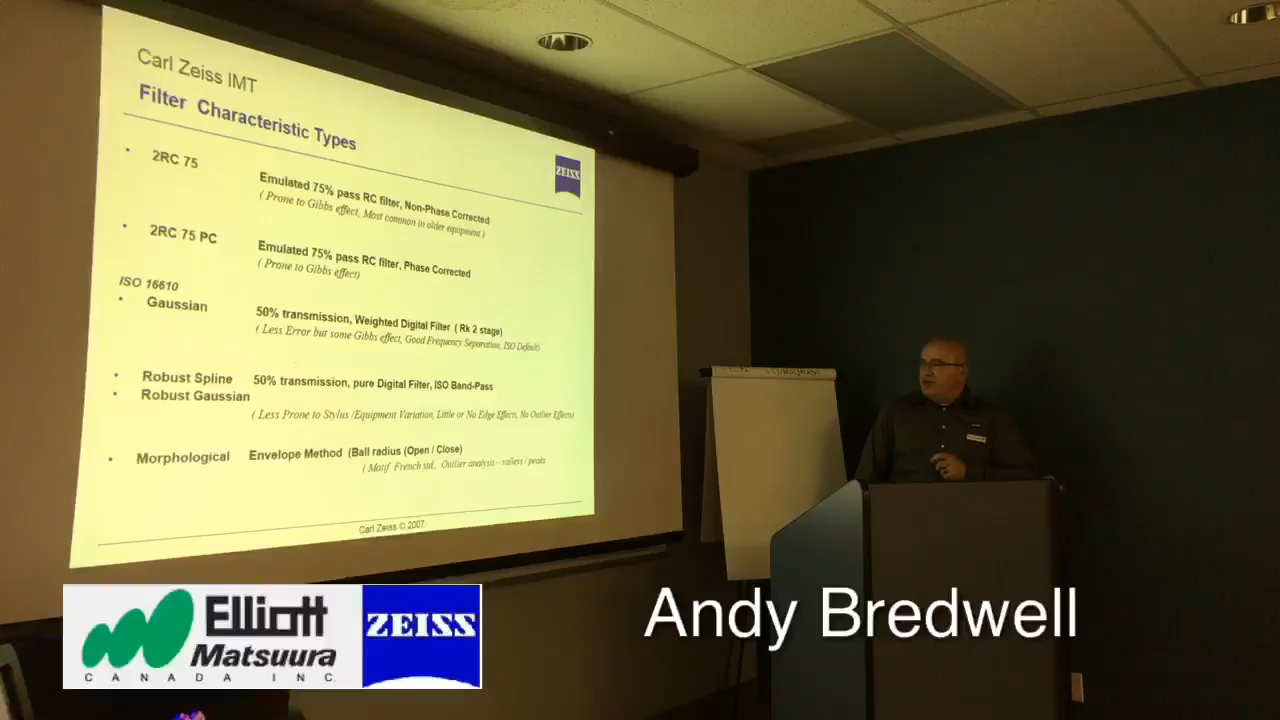 Carl Zeiss IMT
Filter Characteristic Types
ZEISS
• 2RC 75
Emulated 75% pass RC filter, Non-Phase Corrected
( Prone to Gibbs effect, Most common in older equipment )
• 2RC 75 PC
Emulated 75% pass RC filter, Phase Corrected
( Prone to Gibbs effect)
ISO 16610
• Gaussian
50% transmission, Weighted Digital Filter ( Rk 2 stage)
( Less Error but some Gibbs effect, Good Frequency Separation, ISO Default)
• Robust Spline 50% transmission, pure Digital Filter, ISO Band-Pass
• Robust Gaussian
( Less Prone to Stylus /Equipment Variation, Little or No Edge Effects, No Outlier Effects)
• Morphological Envelope Method (Ball radius (Open / Close)
( Motif French std, Outlier analysis – valleys / peaks
Carl Zeiss © 2007
Elliott
Matsuura
CANADA INC.
ZEISS
Andy Bredwell